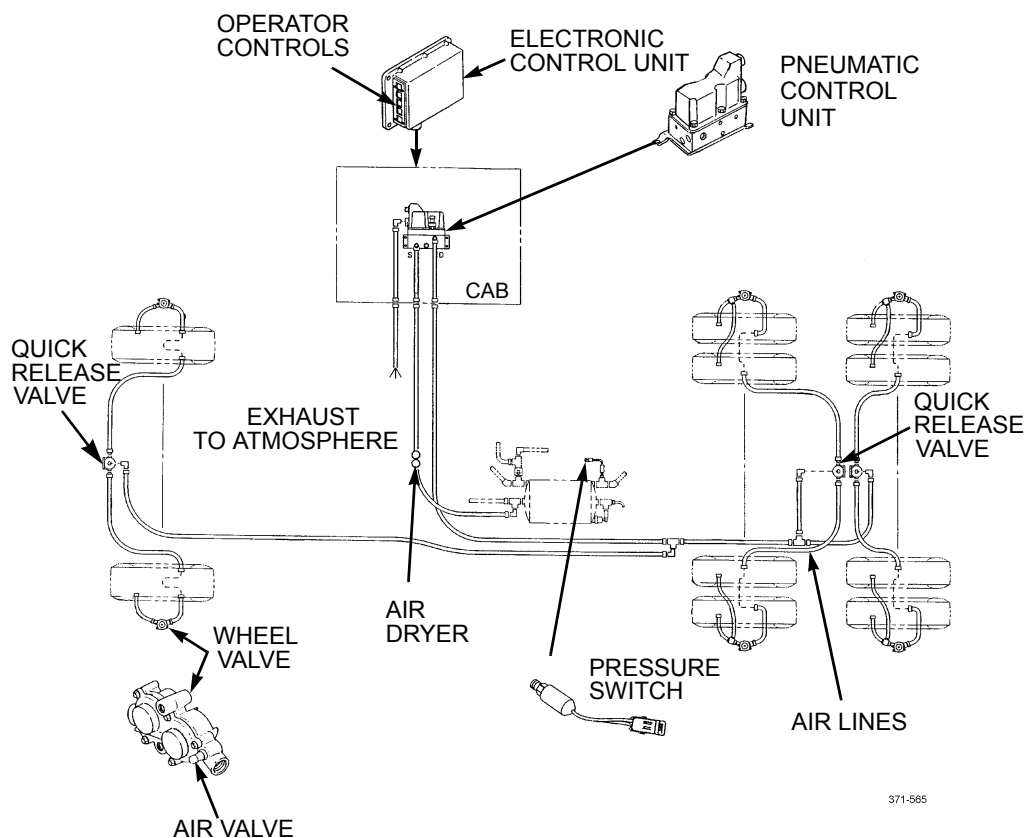 OPERATOR
CONTROLS
ELECTRONIC
CONTROL UNIT
PNEUMATIC
CONTROL
UNIT
S
CAB
QUICK
RELEASE
VALVE
EXHAUST
TO ATMOSPHERE
QUICK
RELEASE
VALVE
AIR
DRYER
WHEEL
VALVE
PRESSURE
SWITCH
AIR LINES
AIR VALVE
371-565